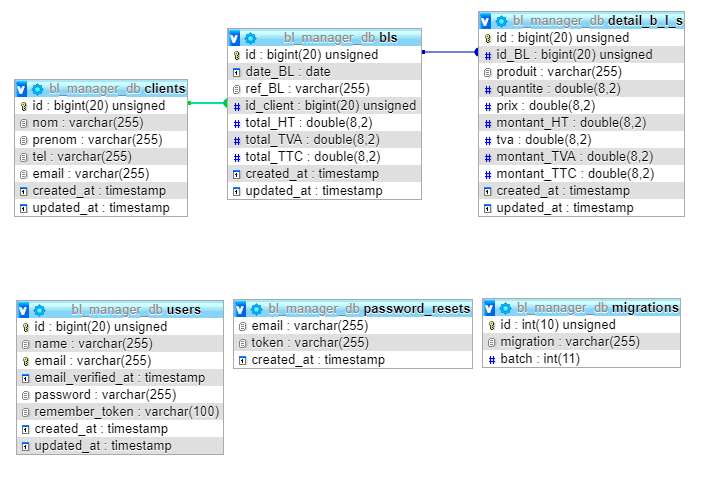 bl_manager_db clients
id : bigint(20) unsigned
nom : varchar(255)
prenom : varchar(255)
tel : varchar(255)
email : varchar(255)
created_at : timestamp
updated_at : timestamp
bl_manager_db bls
id : bigint(20) unsigned
date_BL : date
ref_BL : varchar(255)
id_client : bigint(20) unsigned
total_HT : double(8,2)
total_TVA : double(8,2)
total_TTC : double(8,2)
created_at : timestamp
updated_at : timestamp
bl_manager_db detail_b_l_s
id : bigint(20) unsigned
id_BL : bigint(20) unsigned
produit : varchar(255)
quantite : double(8,2)
prix : double(8,2)
montant_HT : double(8,2)
tva : double(8,2)
montant_TVA : double(8,2)
montant_TTC : double(8,2)
created_at : timestamp
updated_at : timestamp
bl_manager_db users
id : bigint(20) unsigned
name : varchar(255)
email : varchar(255)
email_verified_at : timestamp
password : varchar(255)
remember_token : varchar(100)
created_at : timestamp
updated_at : timestamp
bl_manager_db password_resets
email : varchar(255)
token : varchar(255)
created_at : timestamp
bl_manager_db migrations
id : int(10) unsigned
migration : varchar(255)
batch : int(11)